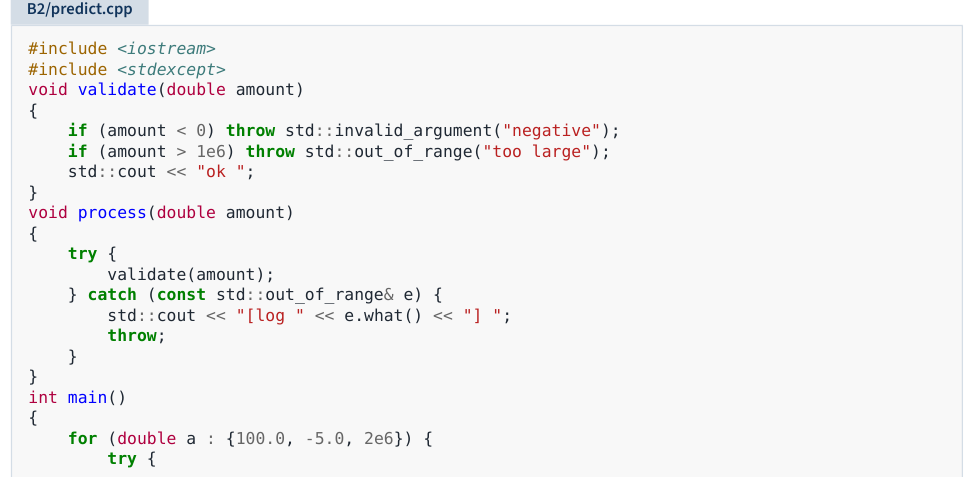 B2/predict.cpp
#include <iostream>
#include <stdexcept>
void validate(double amount)
{
    if (amount < 0) throw std::invalid_argument("negative");
    if (amount > 1e6) throw std::out_of_range("too large");
    std::cout << "ok ";
}
void process(double amount)
{
    try {
        validate(amount);
    } catch (const std::out_of_range& e) {
        std::cout << "[log " << e.what() << "] ";
        throw;
    }
}
int main()
{
    for (double a : {100.0, -5.0, 2e6}) {
        try {